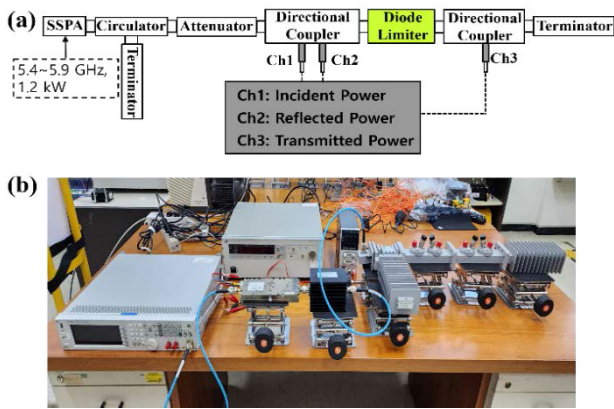 (a)
SSPA
Circulator
Attenuator
Directional
Coupler
Diode
Limiter
Directional
Coupler
Terminator
Terminator
5.4~5.9 GHz,
1.2 kW
Ch1
Ch2
Ch3
Ch1: Incident Power
Ch2: Reflected Power
Ch3: Transmitted Power
(b)